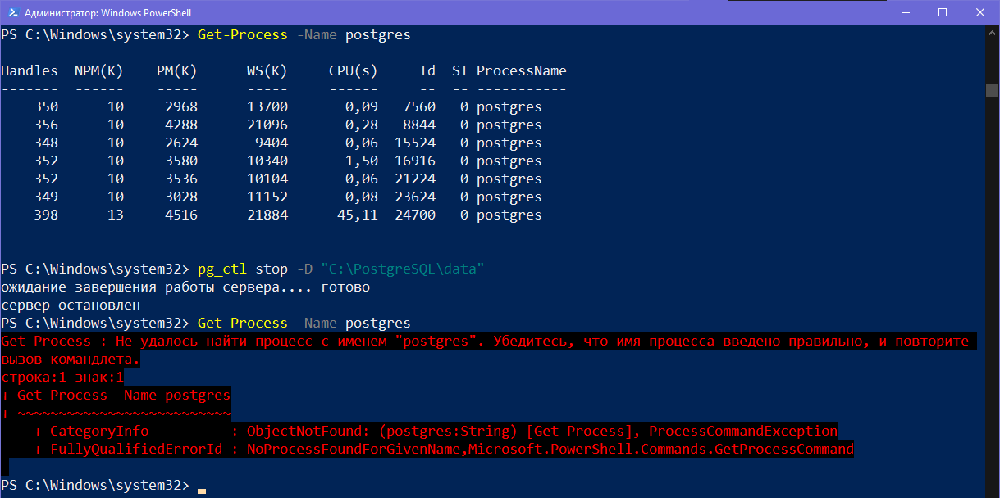 Администратор: Windows PowerShell
PS C:\Windows\system32> Get-Process -Name postgres
Handles  NPM(K)    PM(K)      WS(K)     CPU(s)     Id  SI ProcessName
-------  ------    -----      -----     ------     --  -- -----------
    350      10     2968      13700       0,09   7560   0 postgres
    356      10     4288      21096       0,28   8844   0 postgres
    348      10     2624       9404       0,06  15524   0 postgres
    352      10     3580      10340       1,50  16916   0 postgres
    352      10     3536      10104       0,06  21224   0 postgres
    349      10     3028      11152       0,08  23624   0 postgres
    398      13     4516      21884      45,11  24700   0 postgres
PS C:\Windows\system32> pg_ctl stop -D "C:\PostgreSQL\data"
ожидание завершения работы сервера.... готово
сервер остановлен
PS C:\Windows\system32> Get-Process -Name postgres
Get-Process : Не удалось найти процесс с именем "postgres". Убедитесь, что имя процесса введено правильно, и повторите
вызов командлета.
строка:1 знак:1
+ Get-Process -Name postgres
+ ~~~~~~~~~~~~~~~~~~~~~~~~~~
    + CategoryInfo          : ObjectNotFound: (postgres:String) [Get-Process], ProcessCommandException
    + FullyQualifiedErrorId : NoProcessFoundForGivenName,Microsoft.PowerShell.Commands.GetProcessCommand
PS C:\Windows\system32>